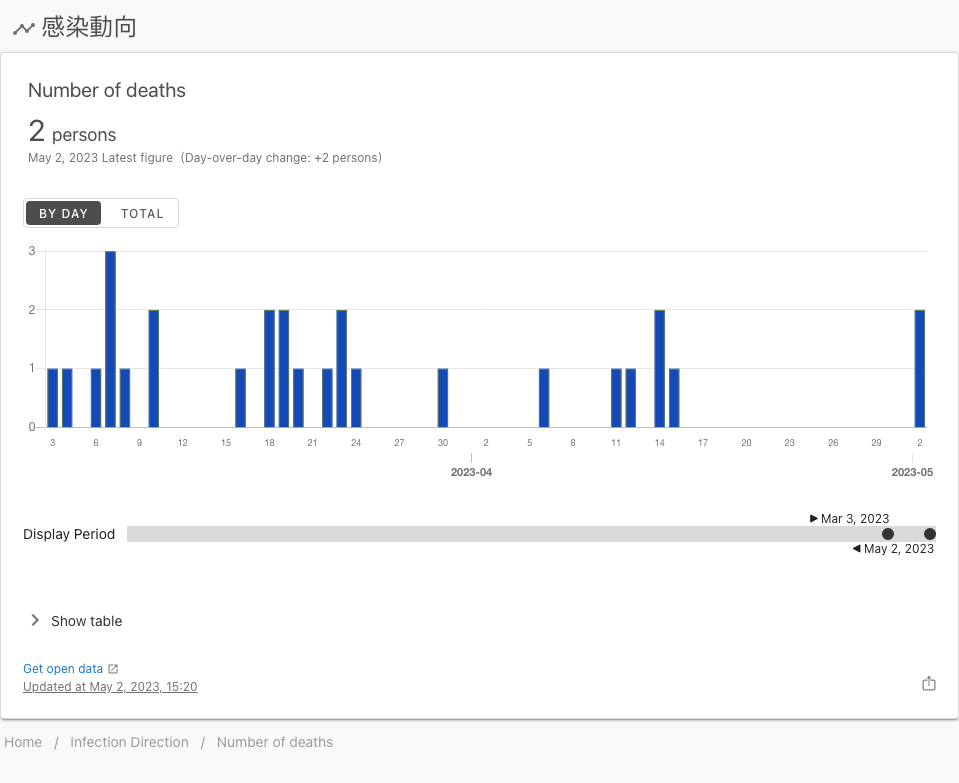 感染動向
Number of deaths
2 persons
May 2, 2023 Latest figure (Day-over-day change: +2 persons)
BY DAY TOTAL
3
2
1
0
3 6 9 12 15 18 21 24 27 30 2 5 8 11 14 17 20 23 26 29 2
2023-04 2023-05
Mar 3, 2023
Display Period
May 2, 2023
Show table
Get open data
Updated at May 2, 2023, 15:20
Home / Infection Direction / Number of deaths